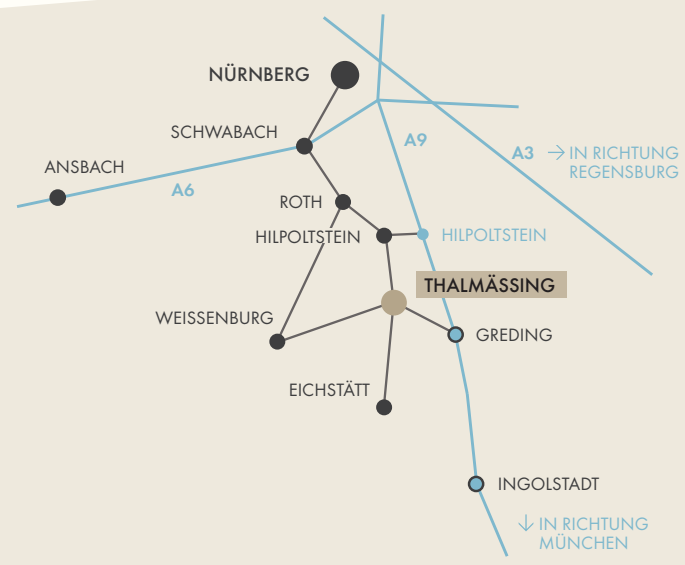 NÜRNBERG
SCHWABACH
A9
A3 → IN RICHTUNG
REGENSBURG
ANSBACH
A6
ROTH
HILPOLTSTEIN
HILPOLTSTEIN
THALMÄSSING
WEISSENBURG
GREDING
EICHSTÄTT
INGOLSTADT
↓ IN RICHTUNG
MÜNCHEN